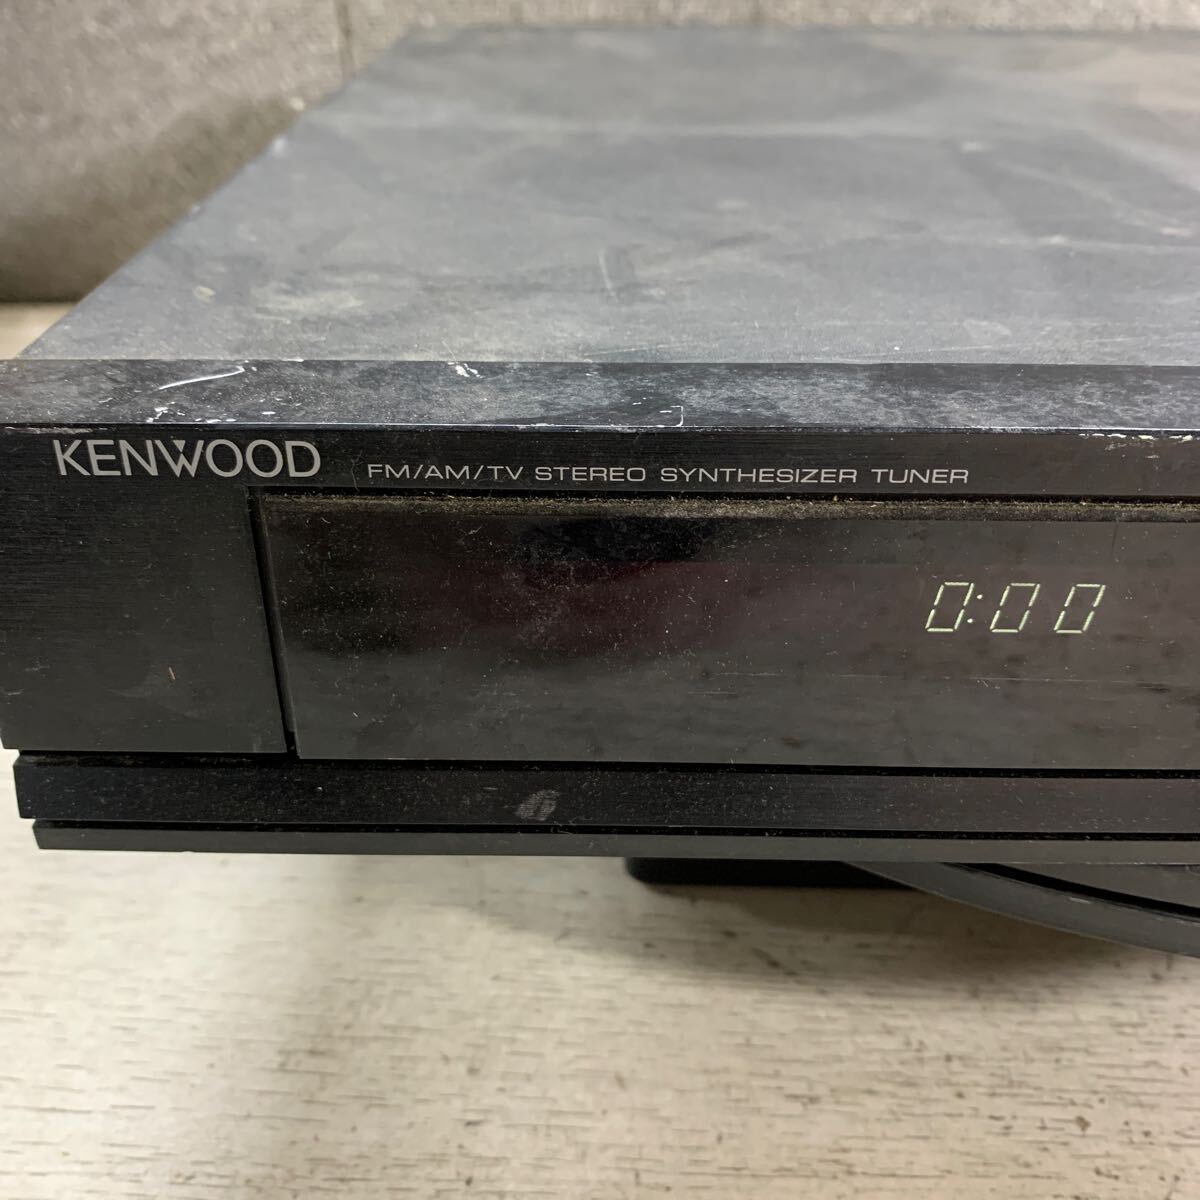 KENWOOD FM/AM/TV STEREO SYNTHESIZER TUNER
0:00